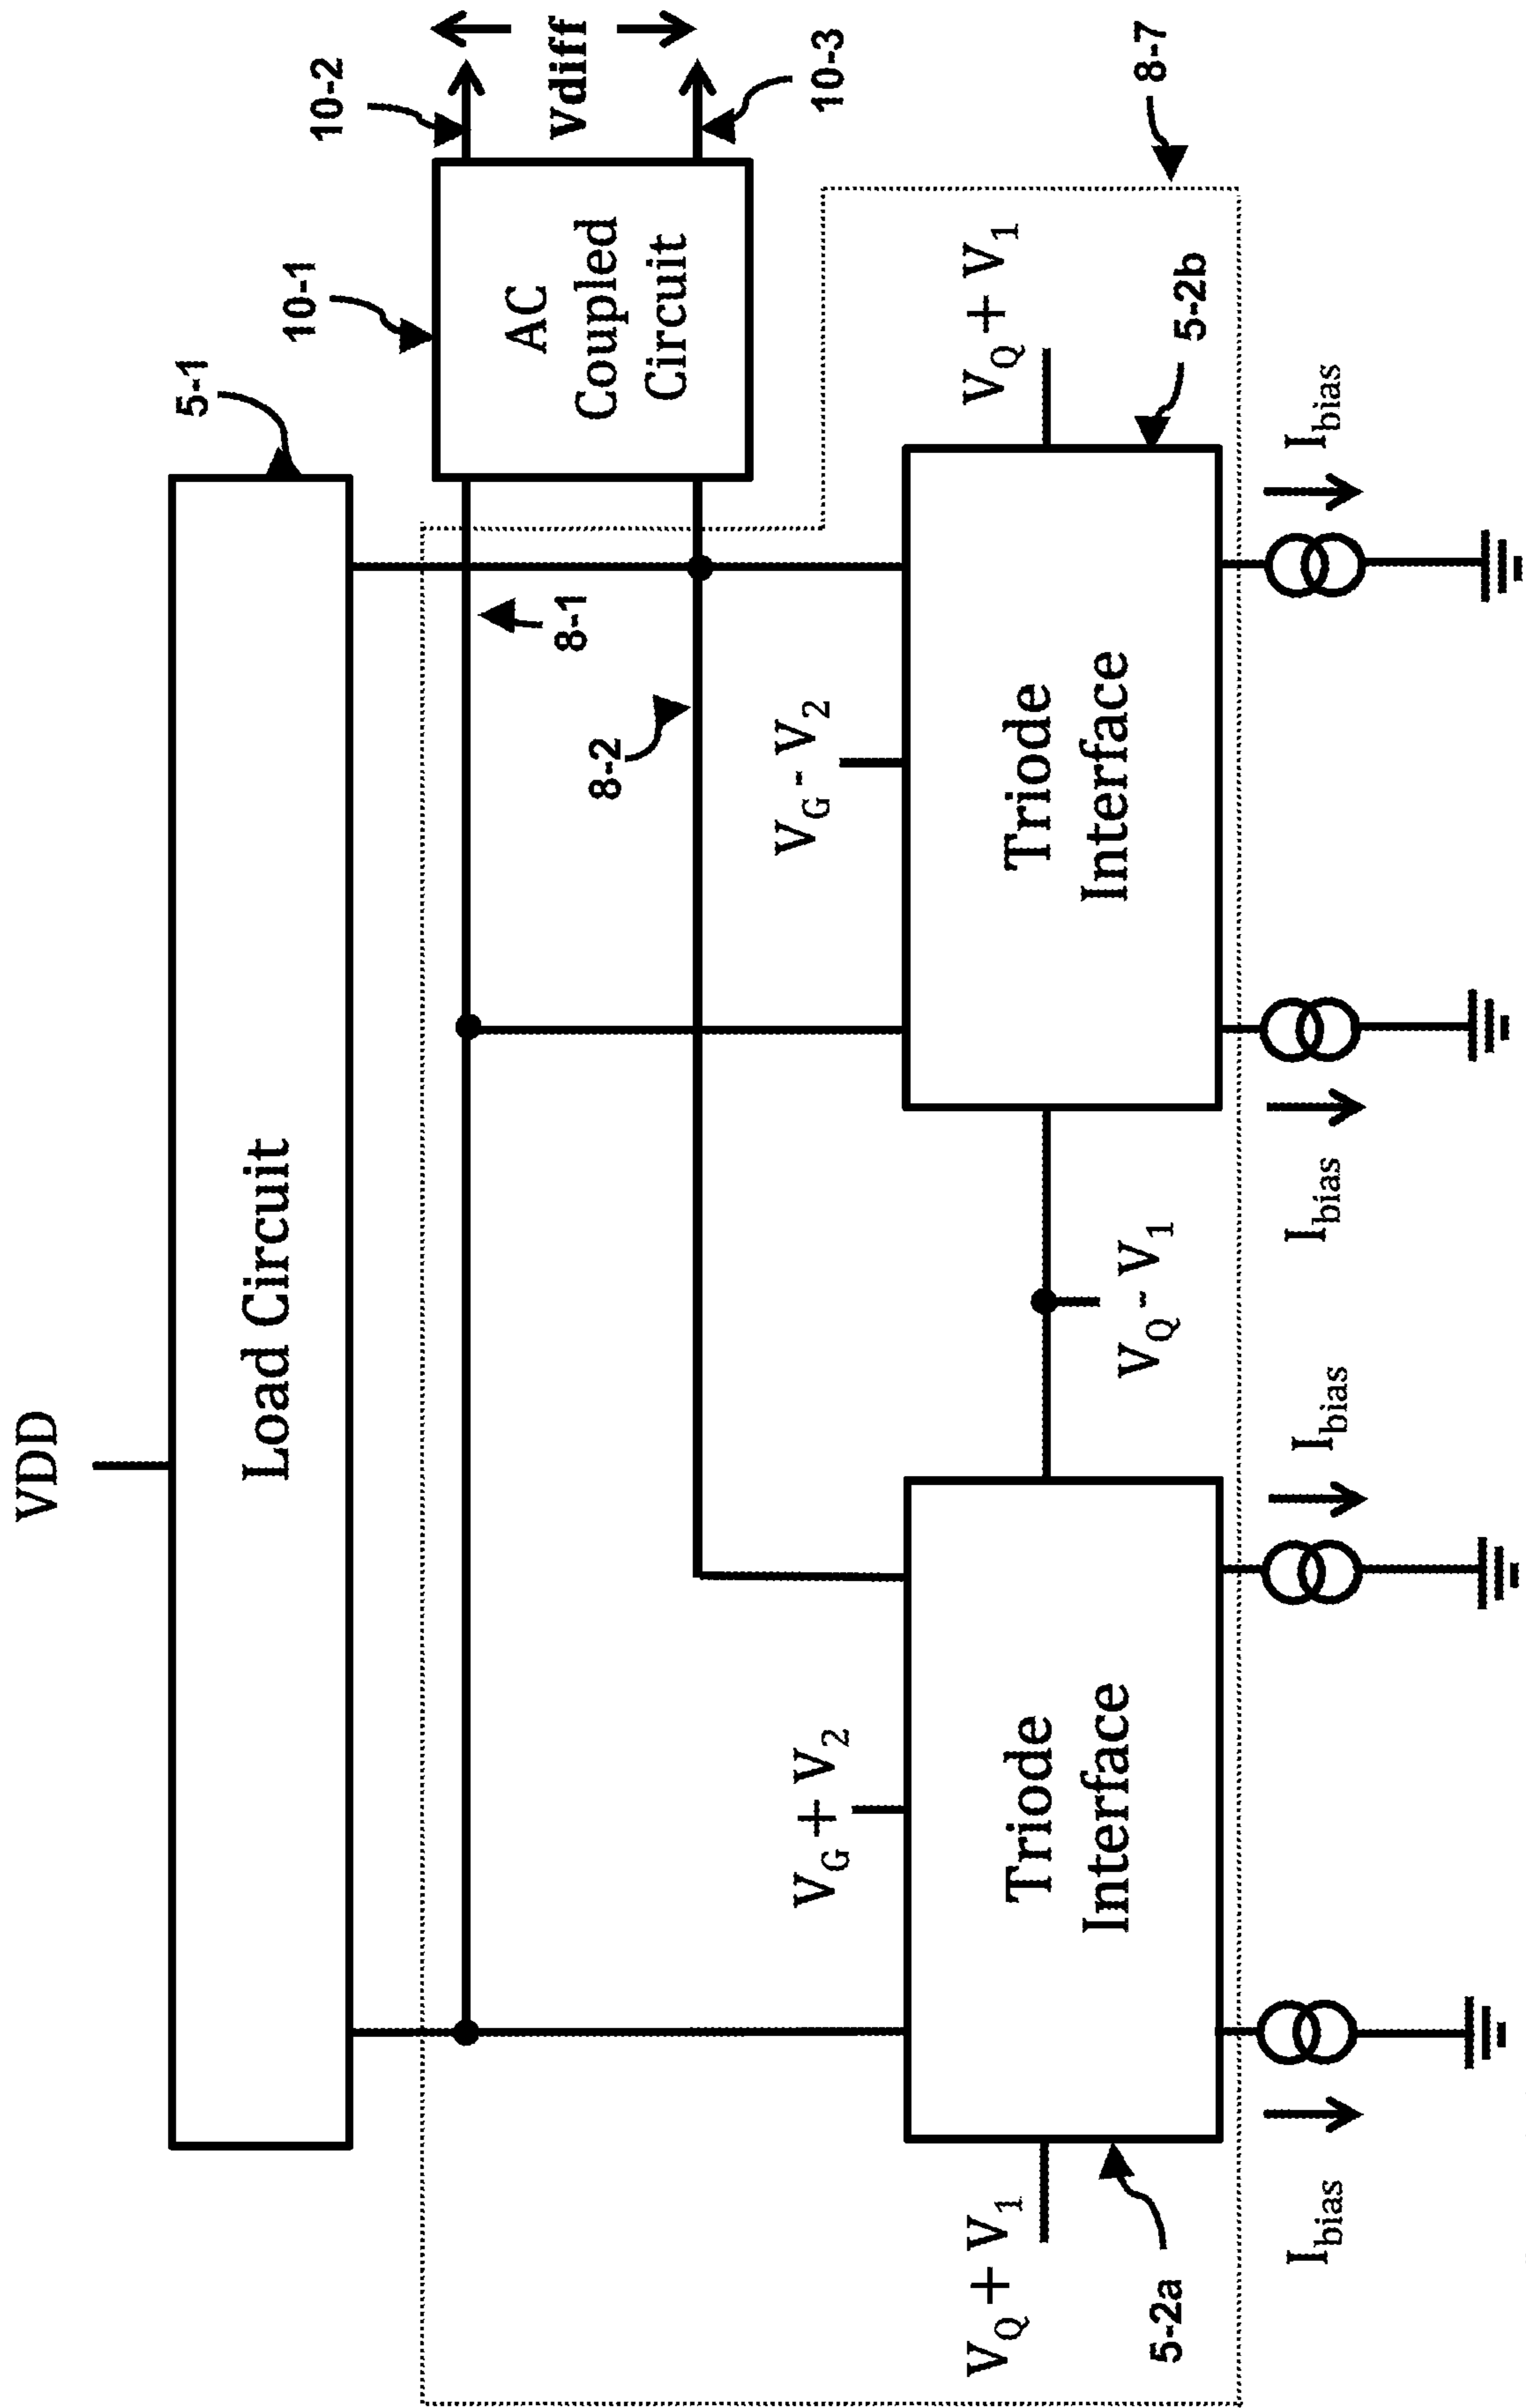 VDD
5-1
Load Circuit
10-1
10-2
AC
Coupled
Circuit
Vdiff
10-3
8-1
8-2
V_G + V_2
V_G - V_2
8-7
V_Q + V_1
Triode
Interface
V_Q - V_1
Triode
Interface
V_Q + V_1
5-2a
5-2b
I_bias
I_bias
I_bias
I_bias